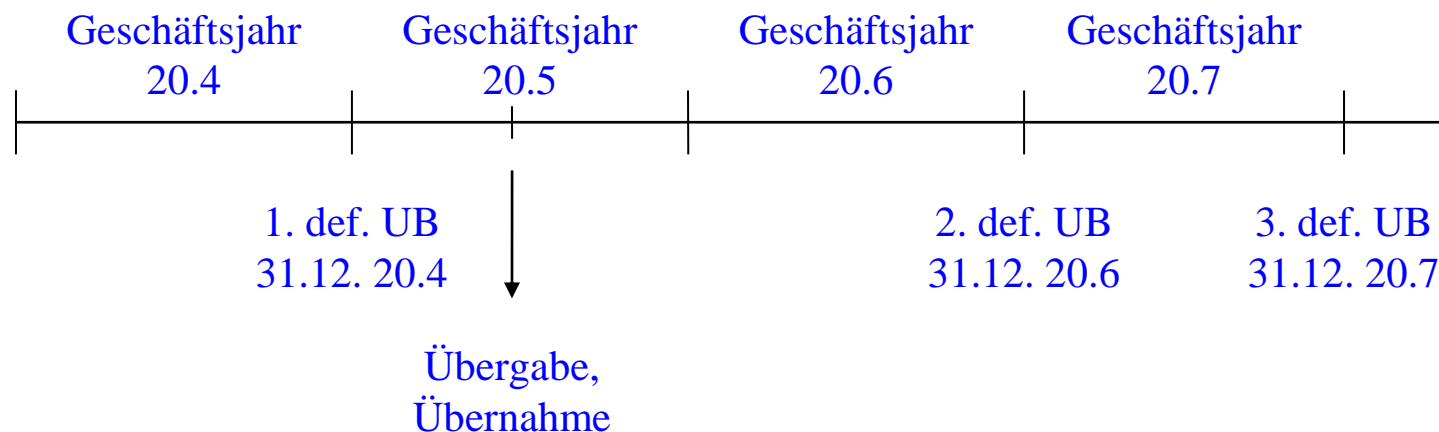 Geschäftsjahr Geschäftsjahr Geschäftsjahr Geschäftsjahr
20.4 20.5 20.6 20.7
1. def. UB 2. def. UB 3. def. UB
31.12. 20.4 31.12. 20.6 31.12. 20.7
Übergabe,
Übernahme